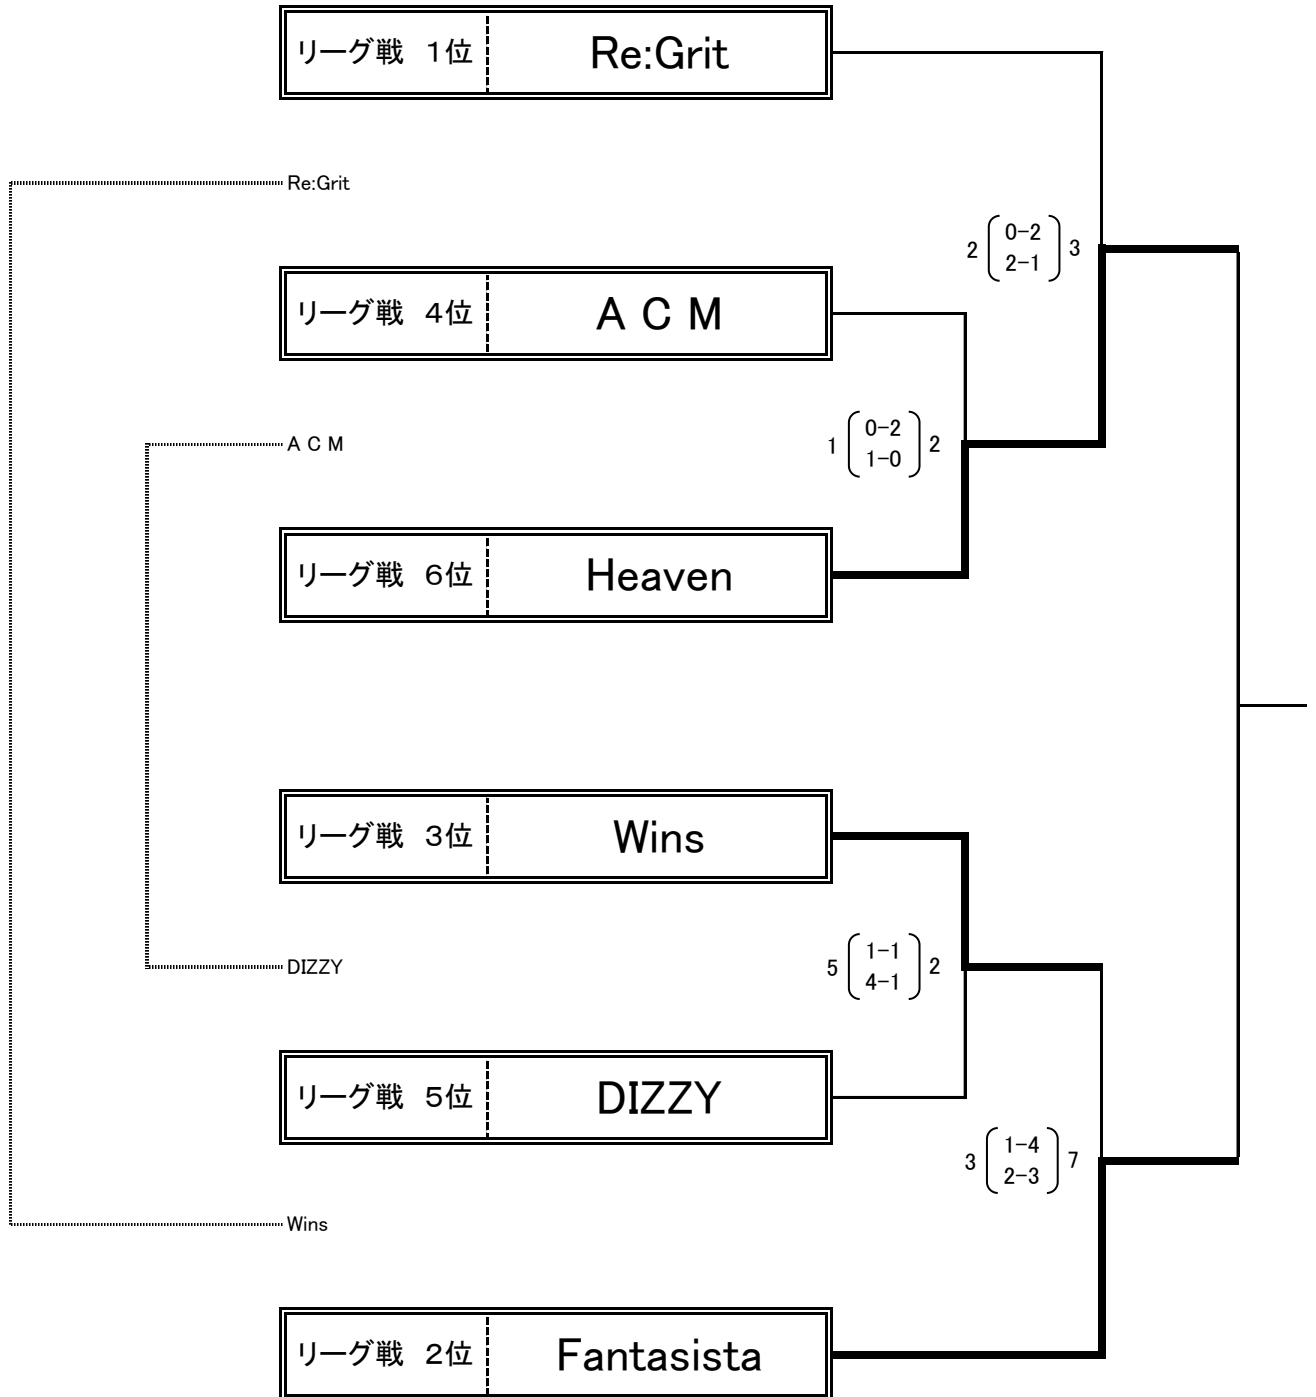 リーグ戦　1位 Re:Grit
Re:Grit
2 0-2 3
2-1
リーグ戦　4位 A C M
A C M
1 0-2 2
1-0
リーグ戦　6位 Heaven
リーグ戦　3位 Wins
DIZZY
5 1-1 2
4-1
リーグ戦　5位 DIZZY
3 1-4 7
2-3
Wins
リーグ戦　2位 Fantasista